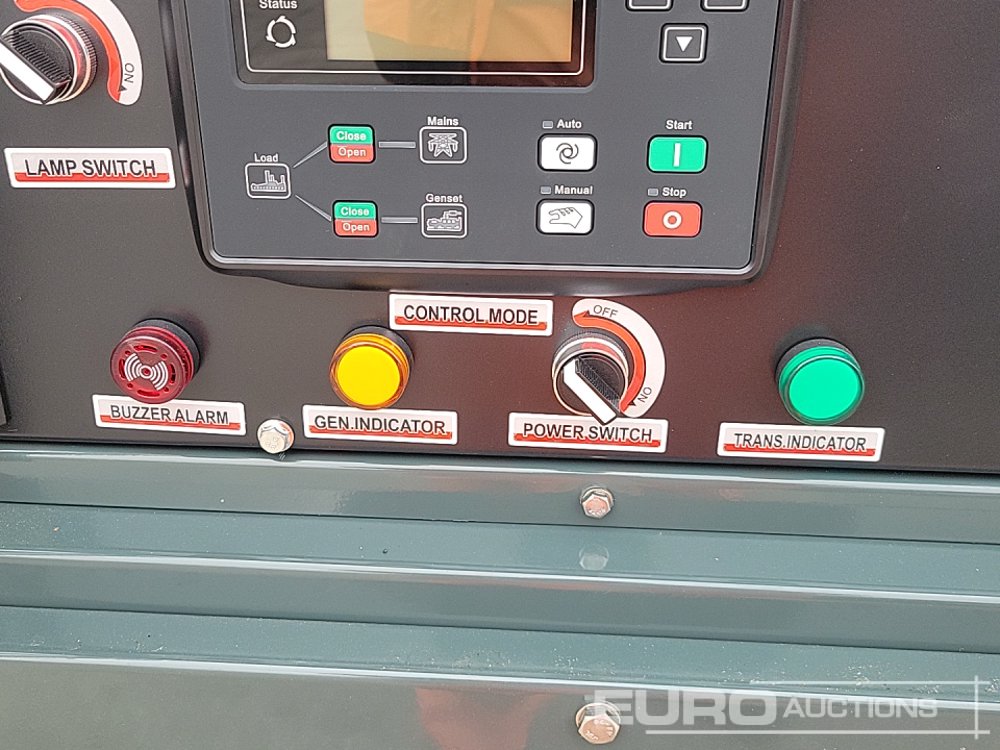 Status
ON
LAMP SWITCH
Load
Close
Open
Mains
Close
Open
Genset
Auto
Start
Manual
Stop
CONTROL MODE
OFF
ON
BUZZER ALARM
GEN.INDICATOR
POWER SWITCH
TRANS.INDICATOR
EURO AUCTIONS